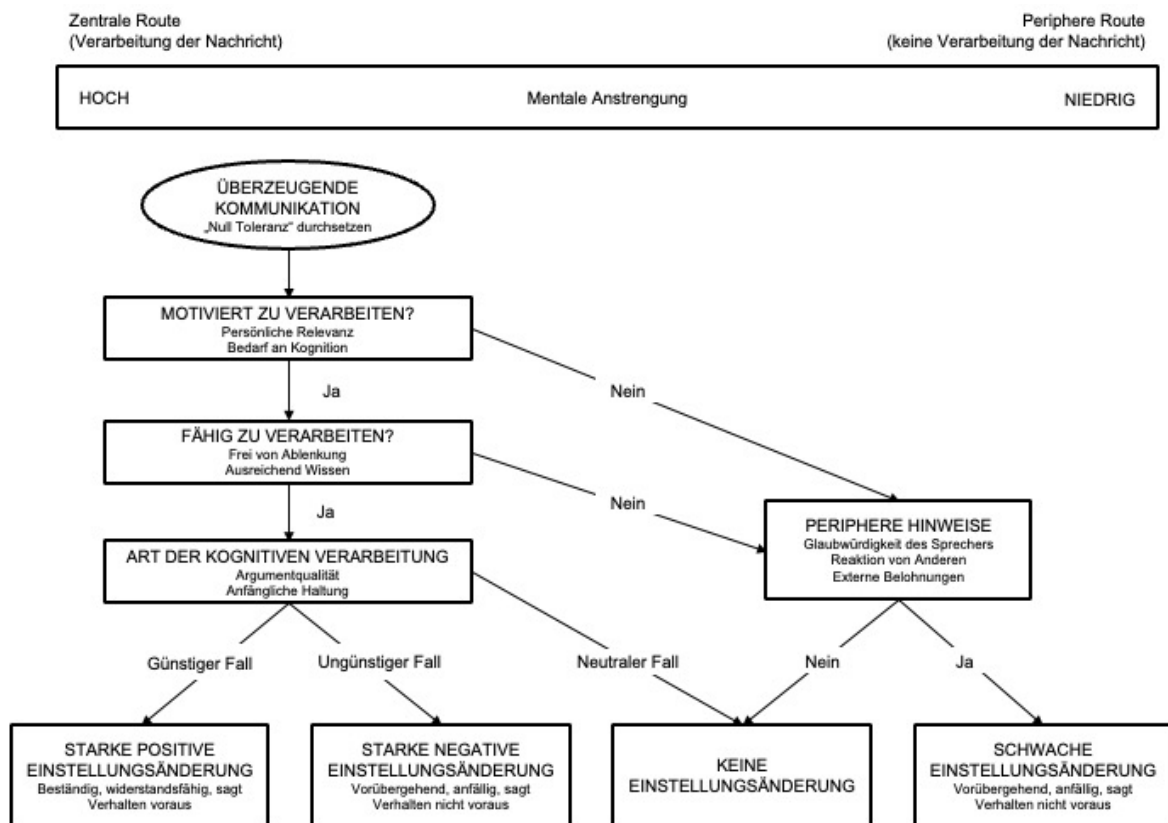 Zentrale Route
(Verarbeitung der Nachricht)
Periphere Route
(keine Verarbeitung der Nachricht)
HOCH
Mentale Anstrengung
NIEDRIG
ÜBERZEUGENDE
KOMMUNIKATION
„Null Toleranz“ durchsetzen
MOTIVIERT ZU VERARBEITEN?
Persönliche Relevanz
Bedarf an Kognition
Ja
Nein
FÄHIG ZU VERARBEITEN?
Frei von Ablenkung
Ausreichend Wissen
Ja
Nein
PERIPHERE HINWEISE
Glaubwürdigkeit des Sprechers
Reaktion von Anderen
Externe Belohnungen
ART DER KOGNITIVEN VERARBEITUNG
Argumentqualität
Anfängliche Haltung
Günstiger Fall
Ungünstiger Fall
Neutraler Fall
Nein
Ja
STARKE POSITIVE
EINSTELLUNGSÄNDERUNG
Beständig, widerstandsfähig, sagt
Verhalten voraus
STARKE NEGATIVE
EINSTELLUNGSÄNDERUNG
Vorübergehend, anfällig, sagt
Verhalten nicht voraus
KEINE
EINSTELLUNGSÄNDERUNG
SCHWACHE
EINSTELLUNGSÄNDERUNG
Vorübergehend, anfällig, sagt
Verhalten nicht voraus